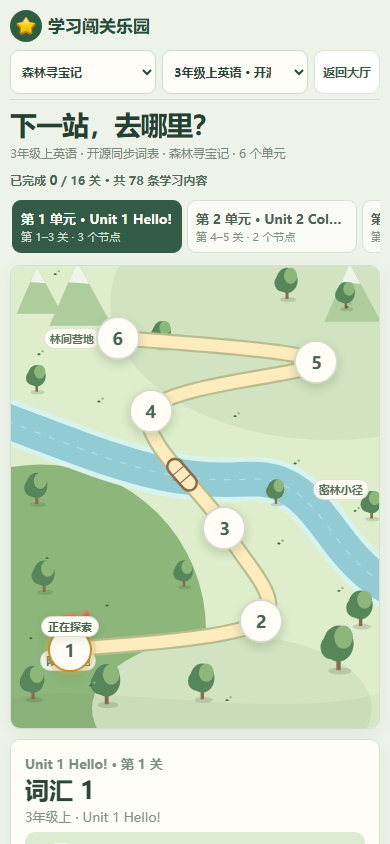 学习闯关乐园
森林寻宝记
3年级上英语·开
返回大厅
下一站，去哪里？
3年级上英语 · 开源同步词表 · 森林寻宝记 · 6 个单元
已完成 0 / 16 关 · 共 78 条学习内容
第 1 单元 • Unit 1 Hello!
第 1–3 关 · 3 个节点
第 2 单元 • Unit 2 Col...
第 4–5 关 · 2 个节点
林间营地
6
5
4
密林小径
3
正在探索
2
1
Unit 1 Hello! • 第 1 关
词汇 1
3年级上 · Unit 1 Hello!